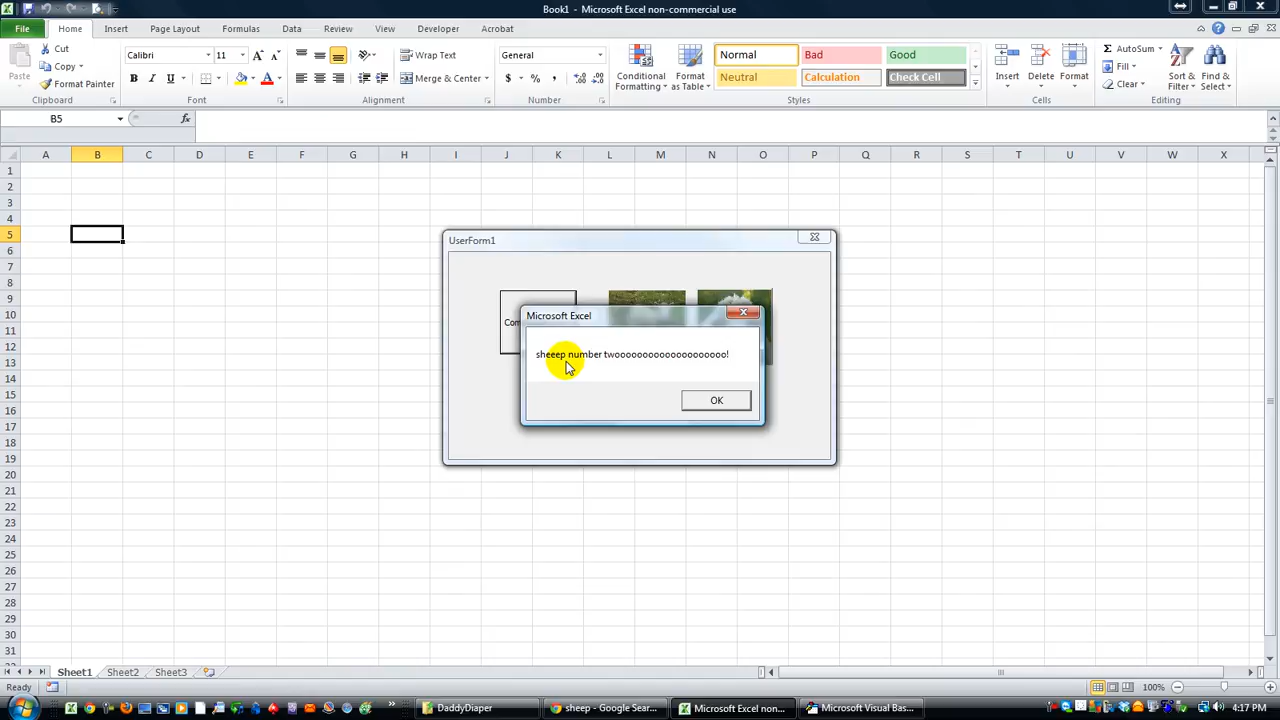 Book1 - Microsoft Excel non-commercial use
File Home Insert Page Layout Formulas Data Review View Developer Acrobat
Paste Cut Copy Format Painter Clipboard
Calibri 11 B I U Font
Wrap Text Merge & Center Alignment
General $ % , Number
Conditional Formatting Format as Table Normal Bad Good Neutral Calculation Check Cell Styles
Insert Delete Format Cells
AutoSum Fill Clear Sort & Filter Find & Select Editing
B5 fx
A B C D E F G H I J K L M N O P Q R S T U V W X
1
2
3
4
5
6
7
8
9
10
11
12
13
14
15
16
17
18
19
20
21
22
23
24
25
26
27
28
29
30
31
UserForm1
Microsoft Excel
sheeep number twoooooooooooooooooooo!
OK
Sheet1 Sheet2 Sheet3
Ready 100%
DaddyDiaper sheep - Google Sear... Microsoft Excel non... Microsoft Visual Bas... 4:17 PM